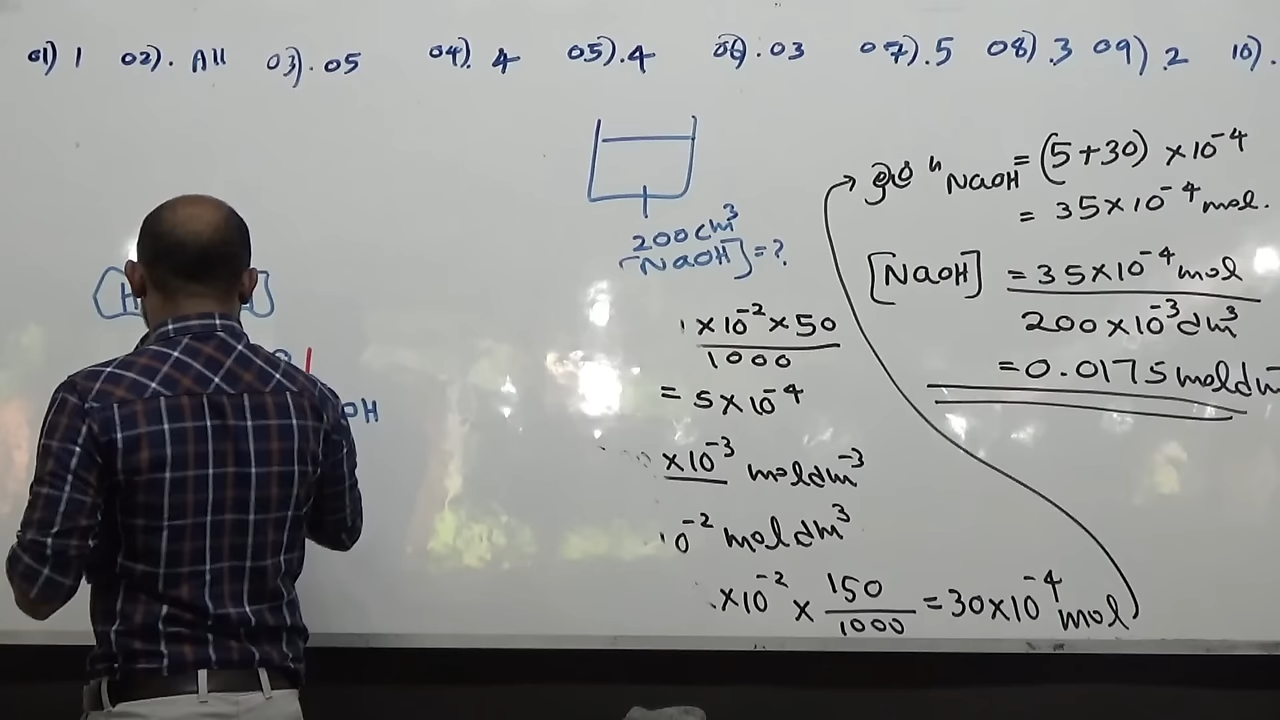 01) 1 02). All 03). 05 04). 4 05). 4 06). 03 07). 5 08). 3 09). 2 10).
200cm³
[NaOH] = ?
1×10⁻²×50
1000
= 5×10⁻⁴
×10⁻³ moldm⁻³
10⁻² moldm³
×10⁻² × 150/1000 = 30×10⁻⁴ mol
ⁿNaOH = (5+30) ×10⁻⁴
= 35×10⁻⁴ mol.
[NaOH] = 35×10⁻⁴ mol
200×10⁻³ dm³
= 0.0175 moldm
H
OH